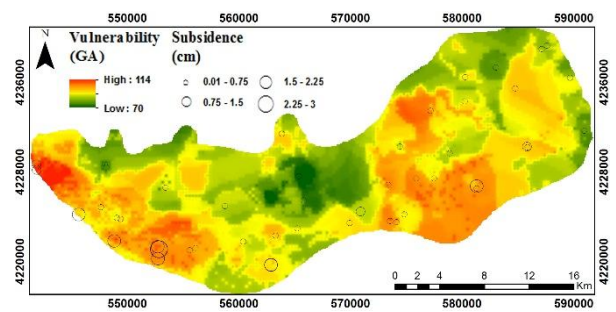 550000 560000 570000 580000 590000
N
Vulnerability (GA)
High : 114
Low : 70
Subsidence (cm)
0.01 - 0.75
0.75 - 1.5
1.5 - 2.25
2.25 - 3
4236000
4228000
4220000
4236000
4228000
4220000
0 2 4 8 12 16
Km
550000 560000 570000 580000 590000